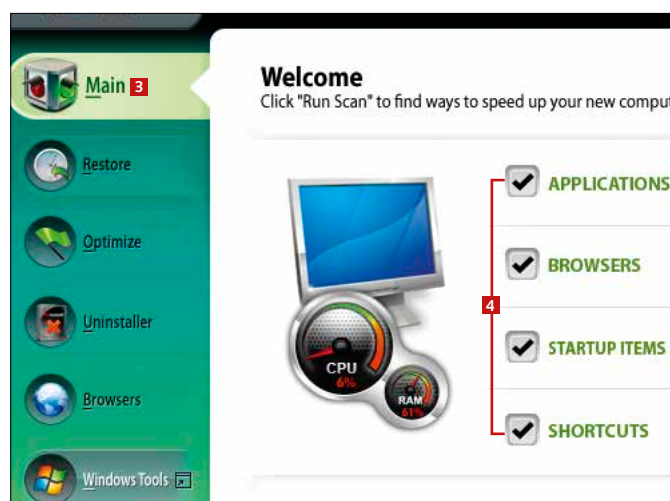 Main 3
Restore
Optimize
Uninstaller
Browsers
Windows Tools
Welcome
Click "Run Scan" to find ways to speed up your new comput
CPU
6%
RAM
61%
4
APPLICATIONS
BROWSERS
STARTUP ITEMS
SHORTCUTS